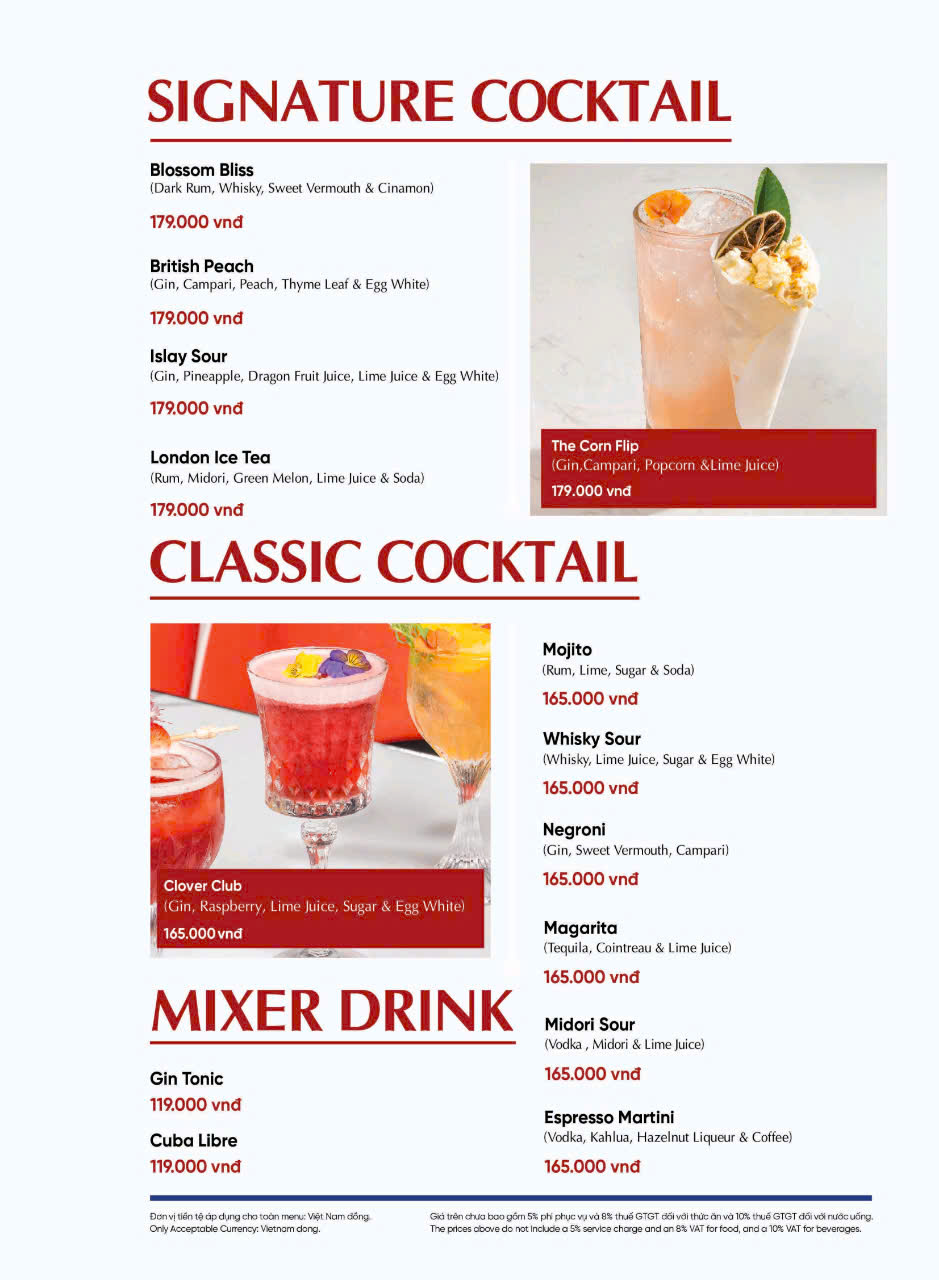 SIGNATURE COCKTAIL
Blossom Bliss
(Dark Rum, Whisky, Sweet Vermouth & Cinamon)
179.000 vnđ
British Peach
(Gin, Campari, Peach, Thyme Leaf & Egg White)
179.000 vnđ
Islay Sour
(Gin, Pineapple, Dragon Fruit Juice, Lime Juice & Egg White)
179.000 vnđ
London Ice Tea
(Rum, Midori, Green Melon, Lime Juice & Soda)
179.000 vnđ
The Corn Flip
(Gin,Campari, Popcorn &Lime Juice)
179.000 vnđ
CLASSIC COCKTAIL
Clover Club
(Gin, Raspberry, Lime Juice, Sugar & Egg White)
165.000 vnđ
Mojito
(Rum, Lime, Sugar & Soda)
165.000 vnđ
Whisky Sour
(Whisky, Lime Juice, Sugar & Egg White)
165.000 vnđ
Negroni
(Gin, Sweet Vermouth, Campari)
165.000 vnđ
Magarita
(Tequila, Cointreau & Lime Juice)
165.000 vnđ
Midori Sour
(Vodka , Midori & Lime Juice)
165.000 vnđ
Espresso Martini
(Vodka, Kahlua, Hazelnut Liqueur & Coffee)
165.000 vnđ
MIXER DRINK
Gin Tonic
119.000 vnđ
Cuba Libre
119.000 vnđ
Đơn vị tiền tệ áp dụng cho toàn menu: Việt Nam đồng.
Only Acceptable Currency: Vietnam dong.
Giá trên chưa bao gồm 5% phí phục vụ và 8% thuế GTGT đối với thức ăn và 10% thuế GTGT đối với nước uống.
The prices above do not include a 5% service charge and an 8% VAT for food, and a 10% VAT for beverages.